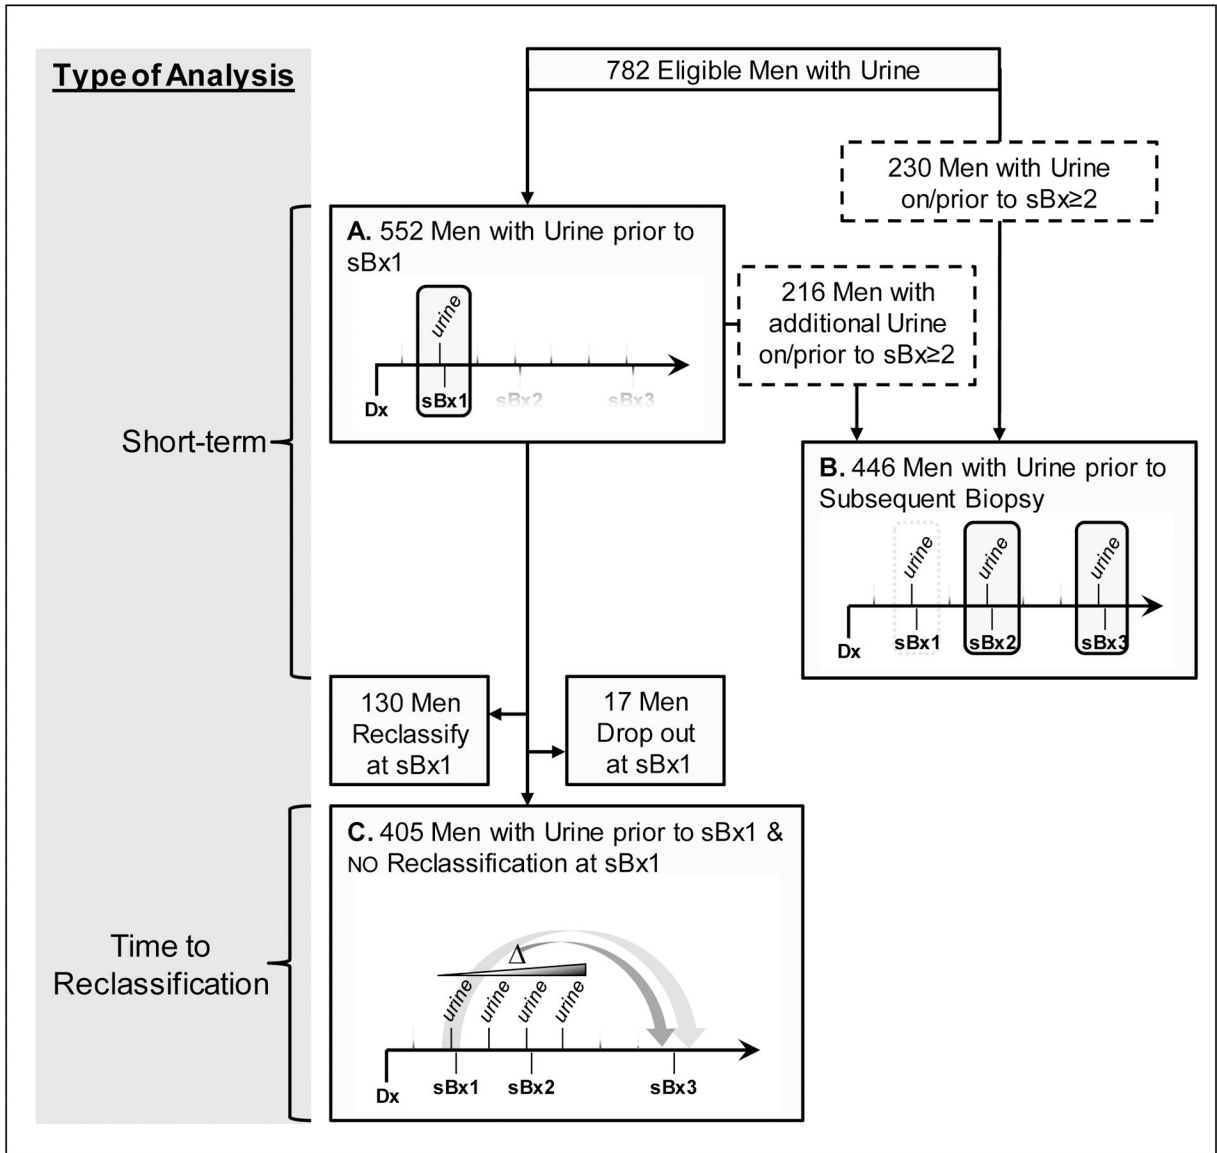 Type of Analysis
782 Eligible Men with Urine
230 Men with Urine
on/prior to sBx≥2
A. 552 Men with Urine prior to
sBx1
urine
Dx
sBx1
sBx2
sBx3
216 Men with
additional Urine
on/prior to sBx≥2
Short-term
B. 446 Men with Urine prior to
Subsequent Biopsy
urine
urine
urine
Dx
sBx1
sBx2
sBx3
130 Men
Reclassify
at sBx1
17 Men
Drop out
at sBx1
C. 405 Men with Urine prior to sBx1 &
NO Reclassification at sBx1
Time to
Reclassification
Δ
urine
urine
urine
urine
Dx
sBx1
sBx2
sBx3